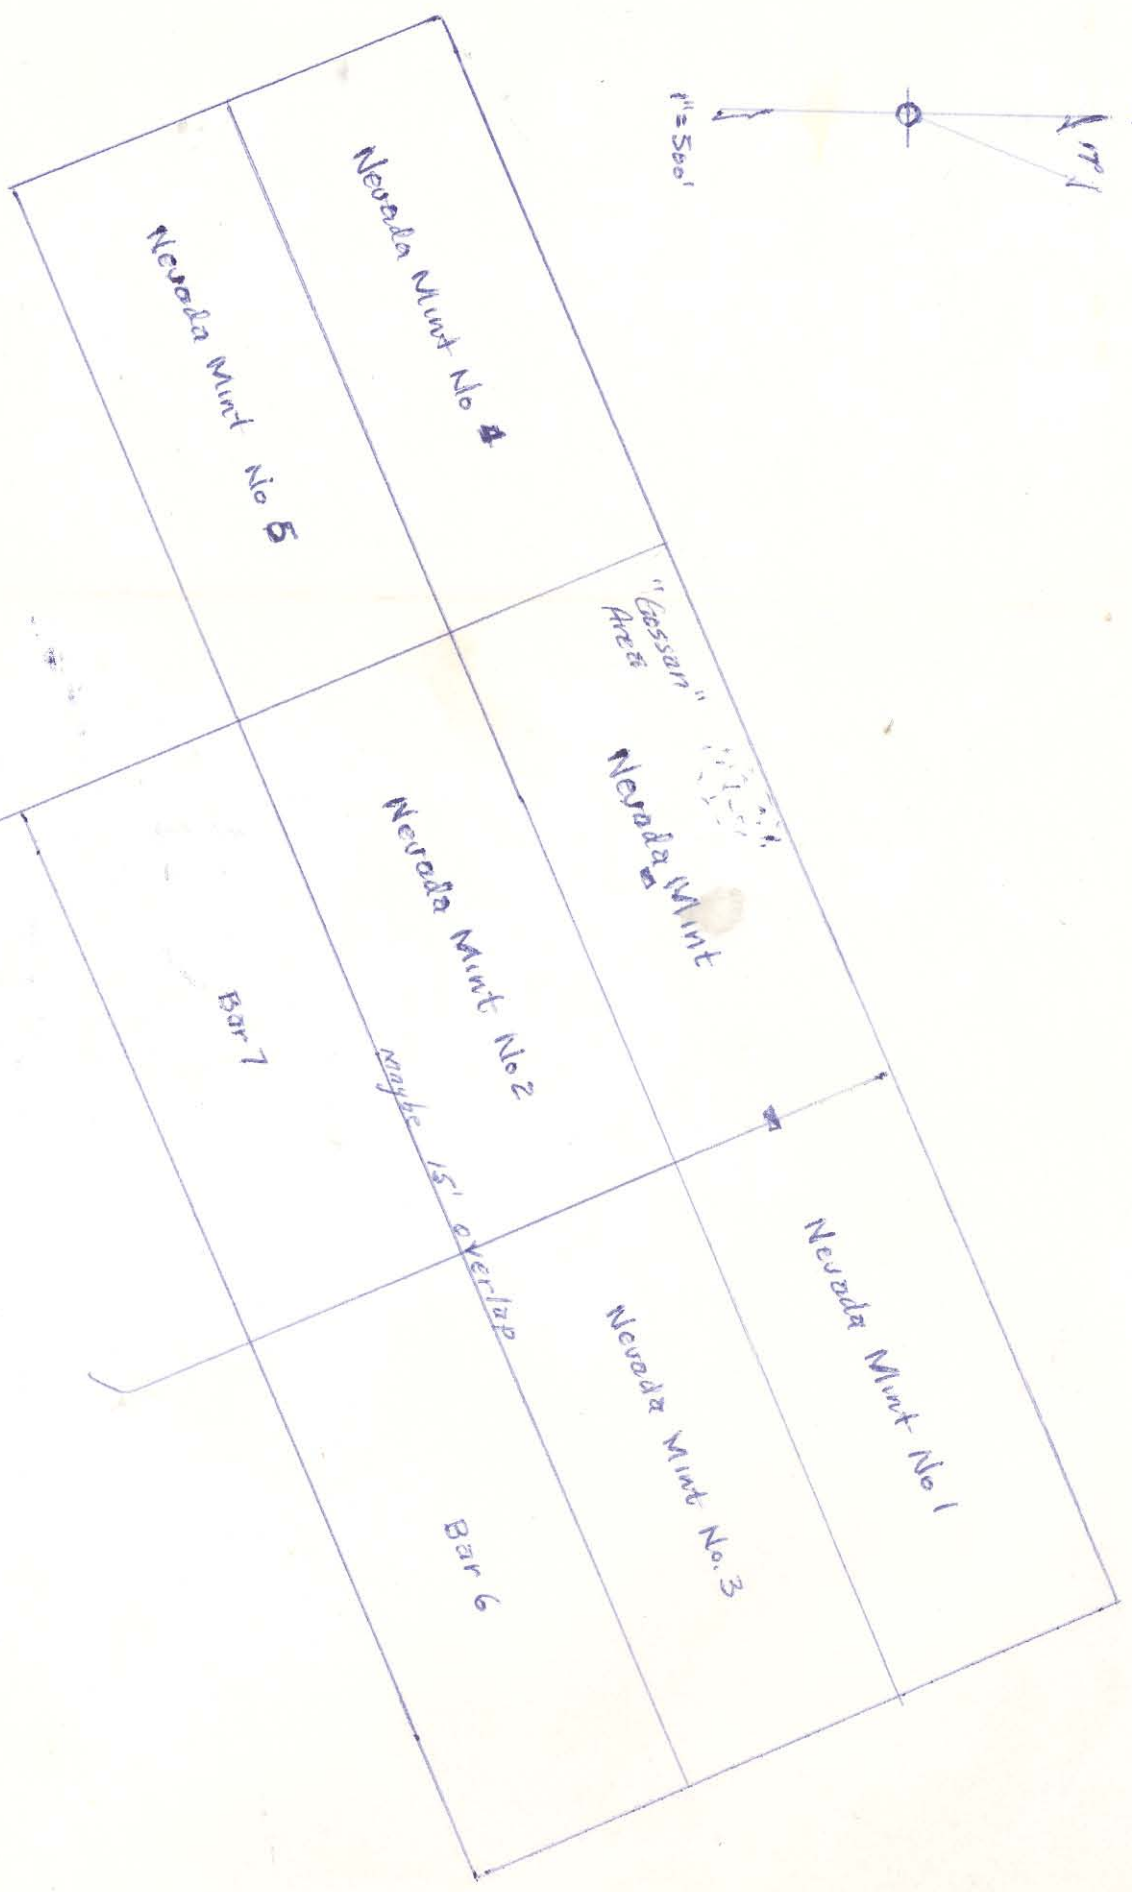 17°
1"=500'
Nevada Mint No 4
Nevada Mint No 5
"Gossan"
Area
Nevada Mint
Nevada Mint No 2
Nevada Mint No 1
Nevada Mint No. 3
Maybe 15' overlap
Bar 7
Bar 6